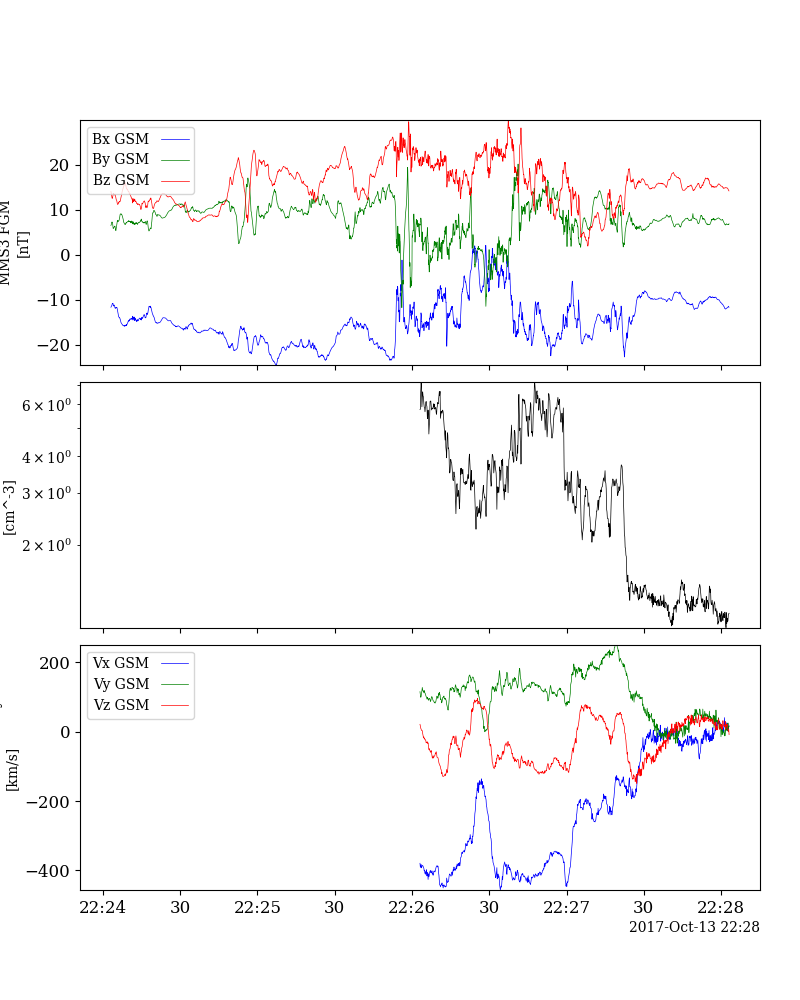 Bx GSM
By GSM
Bz GSM
MMS3 FGM
[nT]
20
10
0
−10
−20
6×10⁰
4×10⁰
3×10⁰
2×10⁰
[cm^-3]
Vx GSM
Vy GSM
Vz GSM
[km/s]
200
0
−200
−400
22:24 30 22:25 30 22:26 30 22:27 30 22:28
2017-Oct-13 22:28